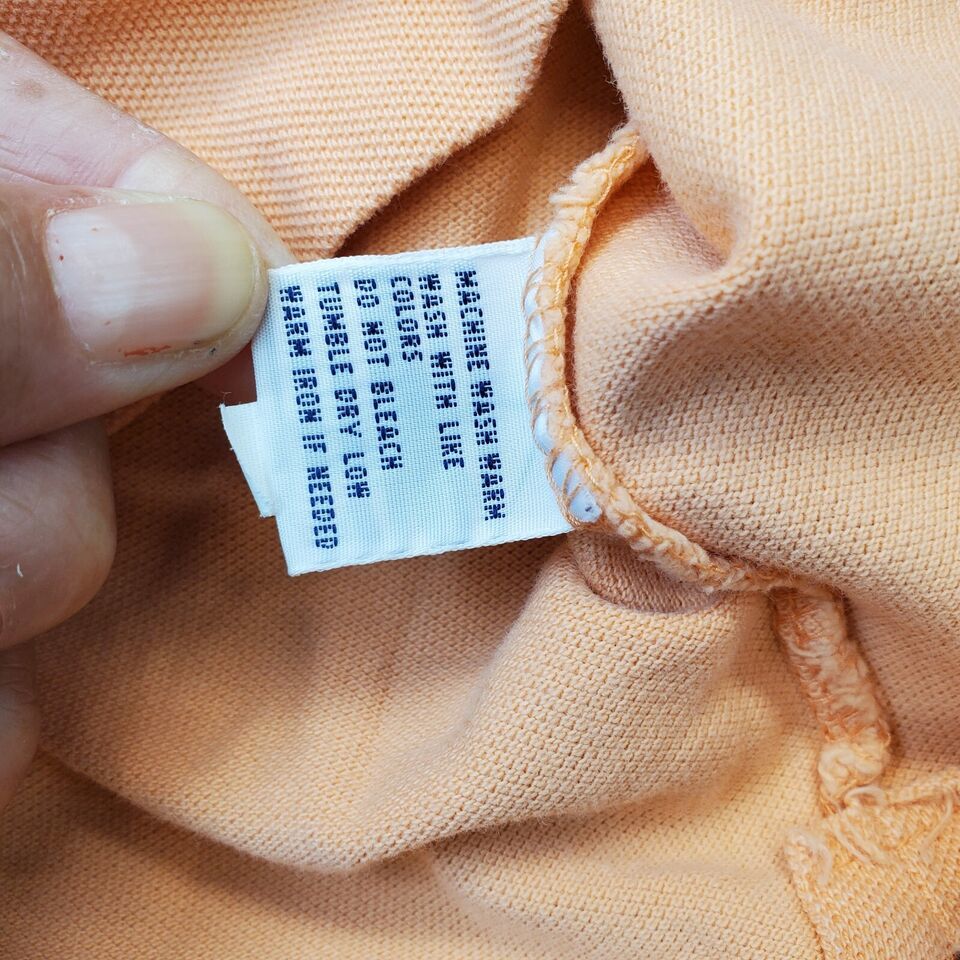 MACHINE WASH WARM
WASH WITH LIKE
COLORS
DO NOT BLEACH
TUMBLE DRY LOW
WARM IRON IF NEEDED